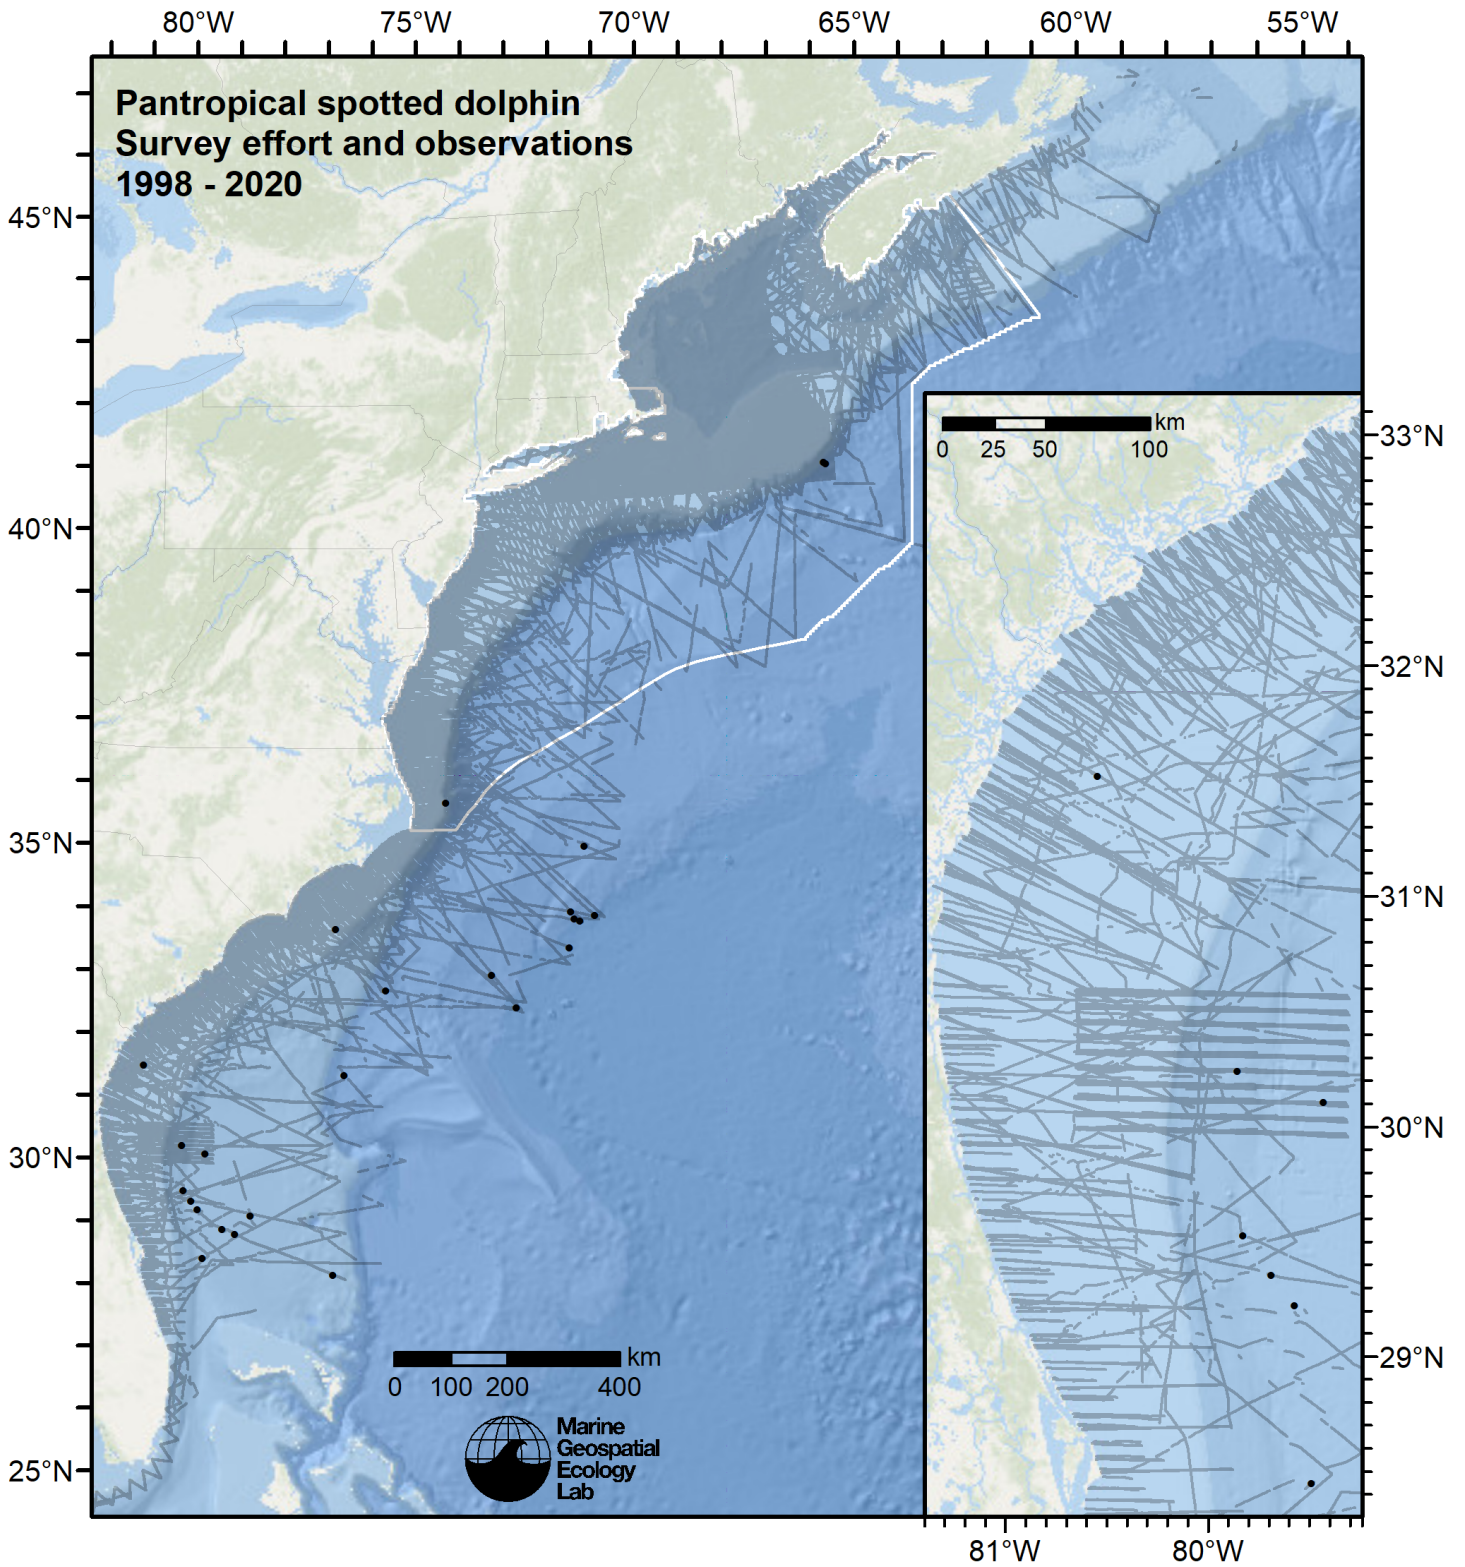 80°W 75°W 70°W 65°W 60°W 55°W
Pantropical spotted dolphin
Survey effort and observations
1998 - 2020
45°N
40°N
35°N
30°N
25°N
km
0 25 50 100
33°N
32°N
31°N
30°N
29°N
81°W 80°W
km
0 100 200 400
Marine
Geospatial
Ecology
Lab